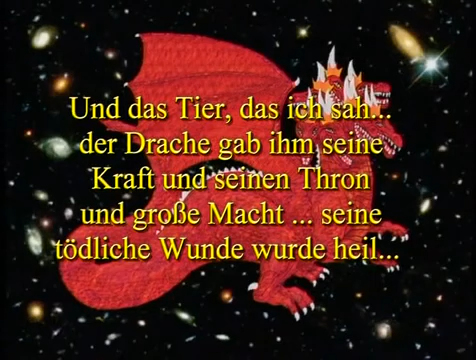 Und das Tier, das ich sah...
der Drache gab ihm seine
Kraft und seinen Thron
und große Macht ... seine
tödliche Wunde wurde heil...